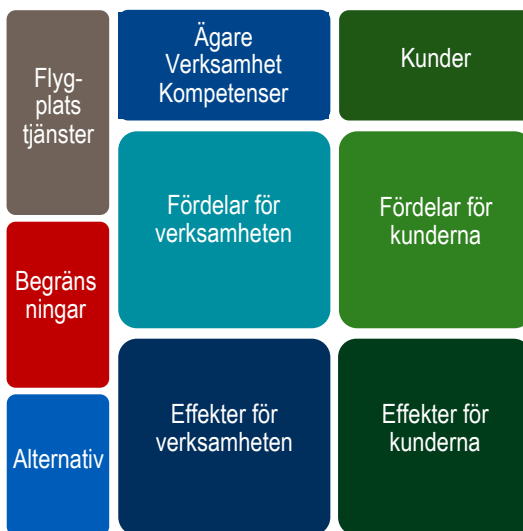 Flyg-
plats
tjänster
Ägare
Verksamhet
Kompetenser
Kunder
Fördelar för
verksamheten
Fördelar för
kunderna
Begräns
ningar
Effekter för
verksamheten
Effekter för
kunderna
Alternativ